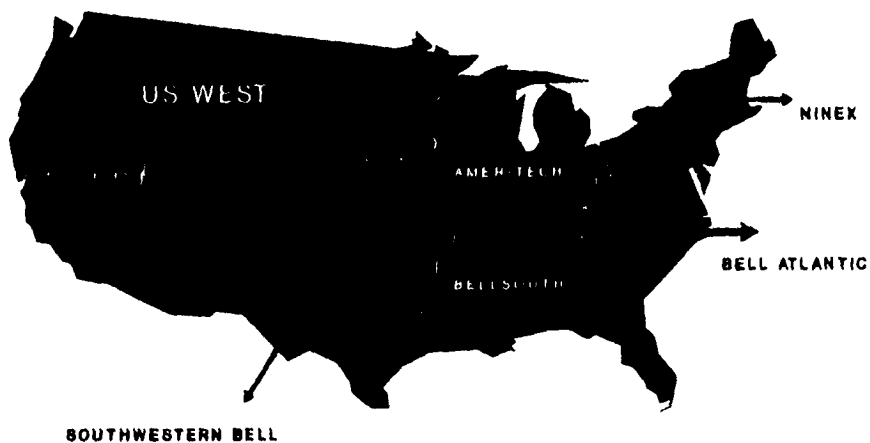 US WEST
NINEX
AMER-TECH
BELL ATLANTIC
BELLSOUTH
SOUTHWESTERN BELL